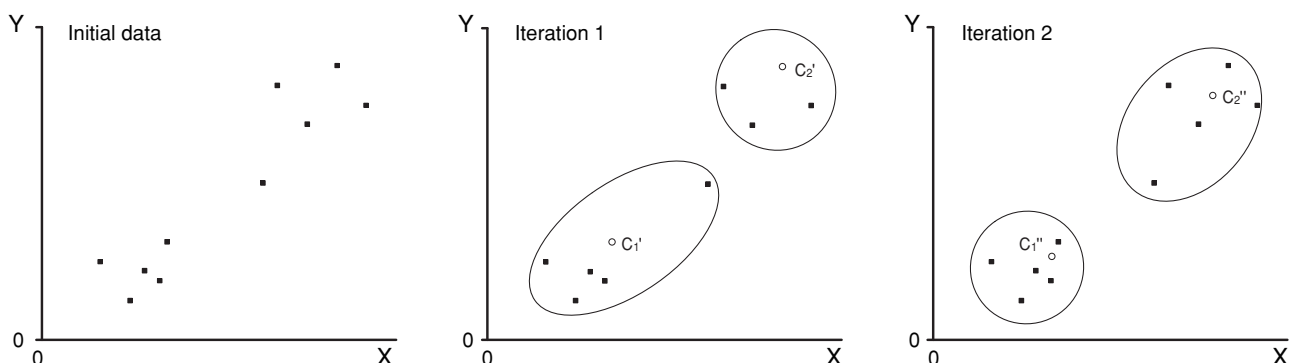 Y
Initial data
0
0
X
Y
Iteration 1
C₂'
C₁'
0
0
X
Y
Iteration 2
C₂''
C₁''
0
0
X